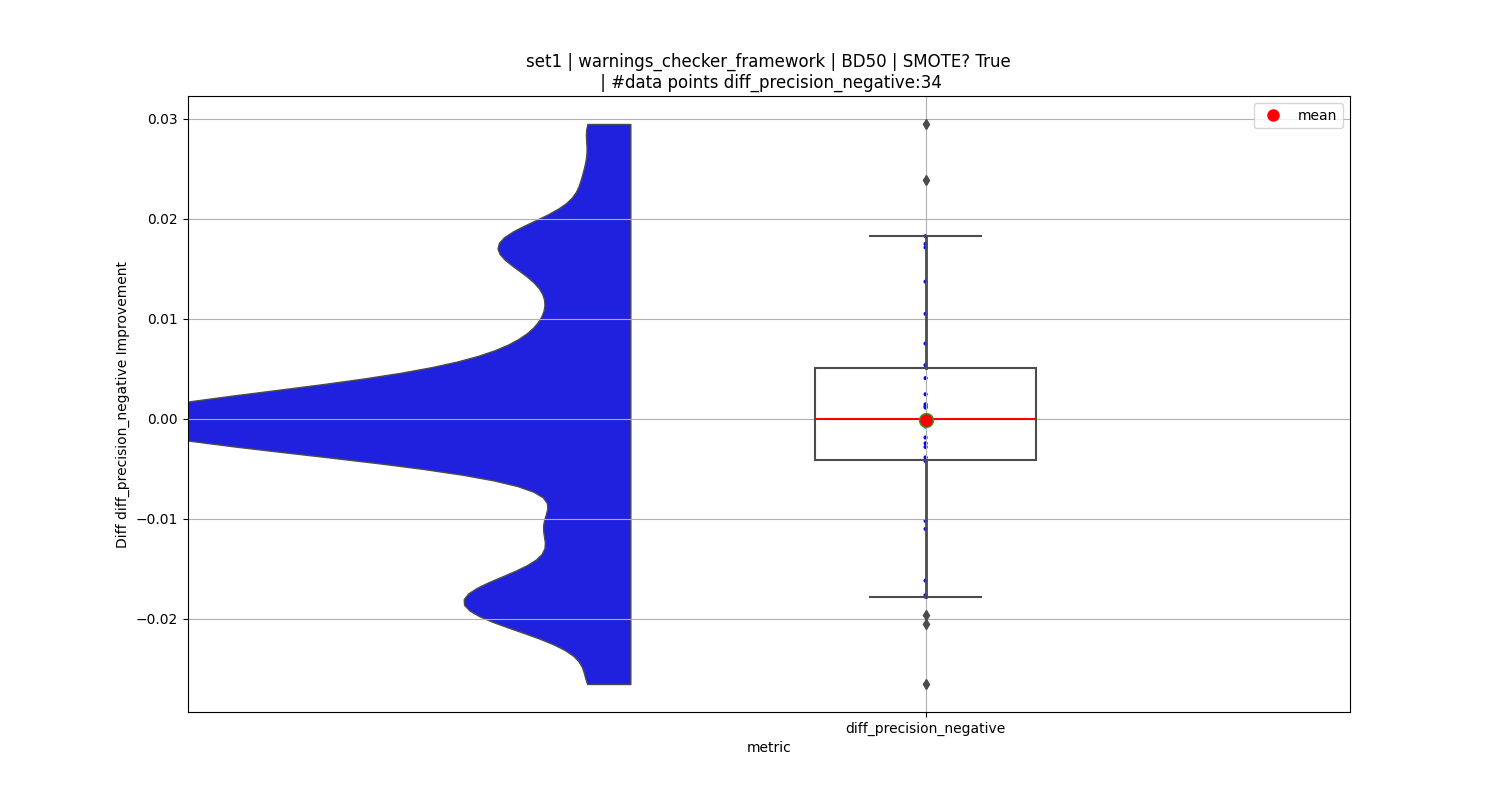 set1 | warnings_checker_framework | BD50 | SMOTE? True
| #data points diff_precision_negative:34
mean
0.03
0.02
0.01
0.00
−0.01
−0.02
Diff diff_precision_negative Improvement
diff_precision_negative
metric